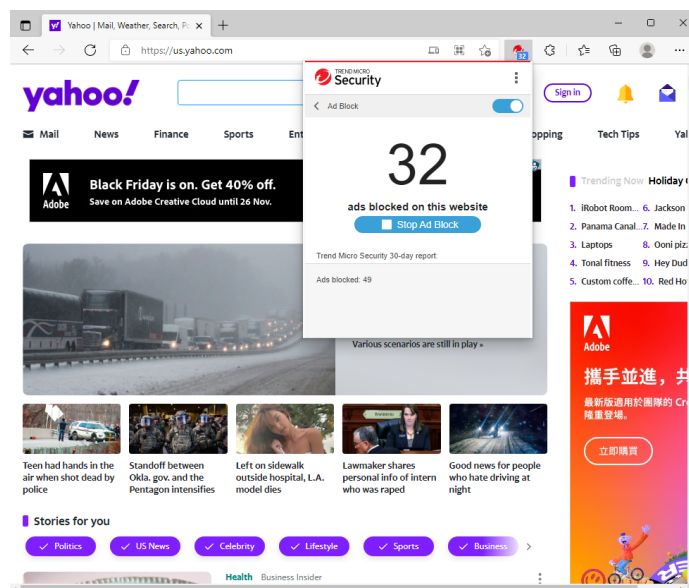 Yahoo | Mail, Weather, Search, Po
https://us.yahoo.com
32
yahoo!
TREND MICRO
Security
Ad Block
32
ads blocked on this website
Stop Ad Block
Trend Micro Security 30-day report:
Ads blocked: 49
Sign in
Mail
News
Finance
Sports
Ent
opping
Tech Tips
Yal
Adobe
Black Friday is on. Get 40% off.
Save on Adobe Creative Cloud until 26 Nov.
Trending Now
Holiday
1. iRobot Room...
6. Jackson
2. Panama Canal...
7. Made In
3. Laptops
8. Ooni piz
4. Tonal fitness
9. Hey Dud
5. Custom coffe...
10. Red Ho
Various scenarios are still in play »
Adobe
攜手並進，共
最新版適用於團隊的 Cre
隆重登場。
立即購買
Teen had hands in the
air when shot dead by
police
Standoff between
Okla. gov. and the
Pentagon intensifies
Left on sidewalk
outside hospital, L.A.
model dies
Lawmaker shares
personal info of intern
who was raped
Good news for people
who hate driving at
night
Stories for you
Politics
US News
Celebrity
Lifestyle
Sports
Business
Health Business Insider